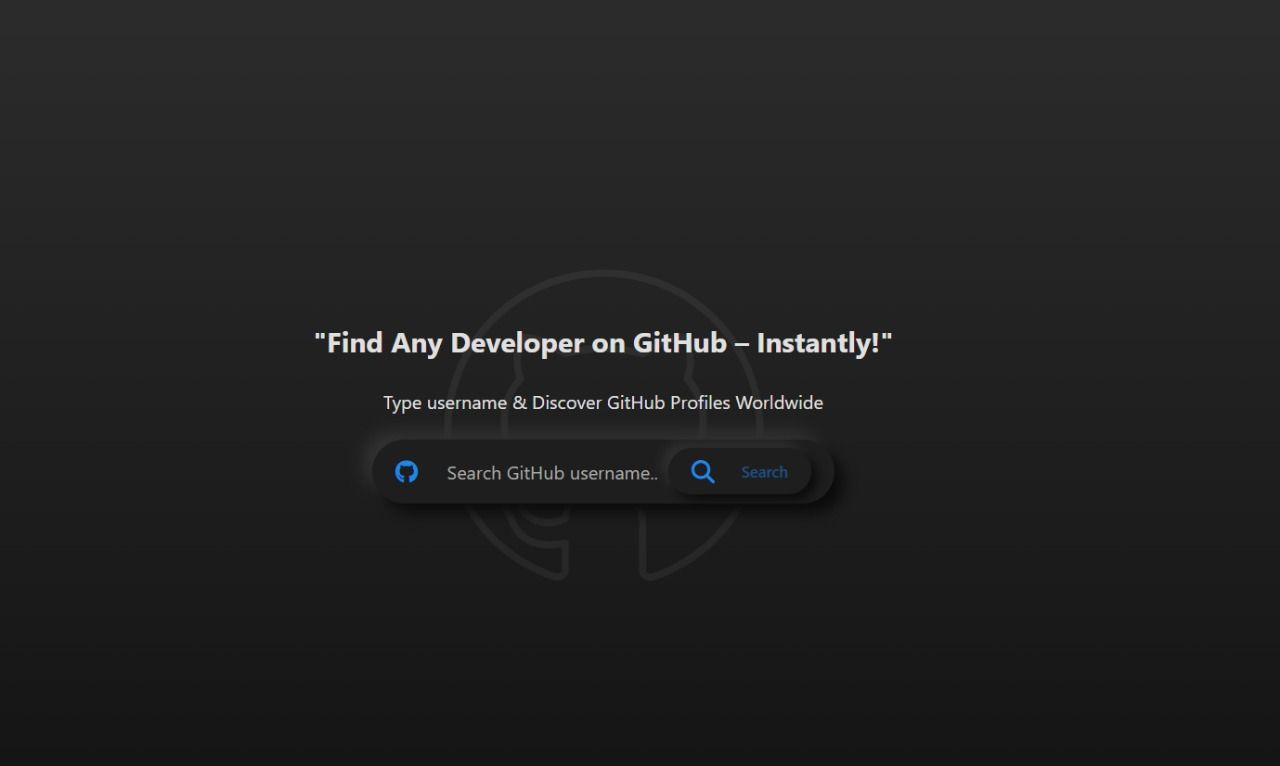 "Find Any Developer on GitHub – Instantly!"
Type username & Discover GitHub Profiles Worldwide
Search GitHub username..
Search